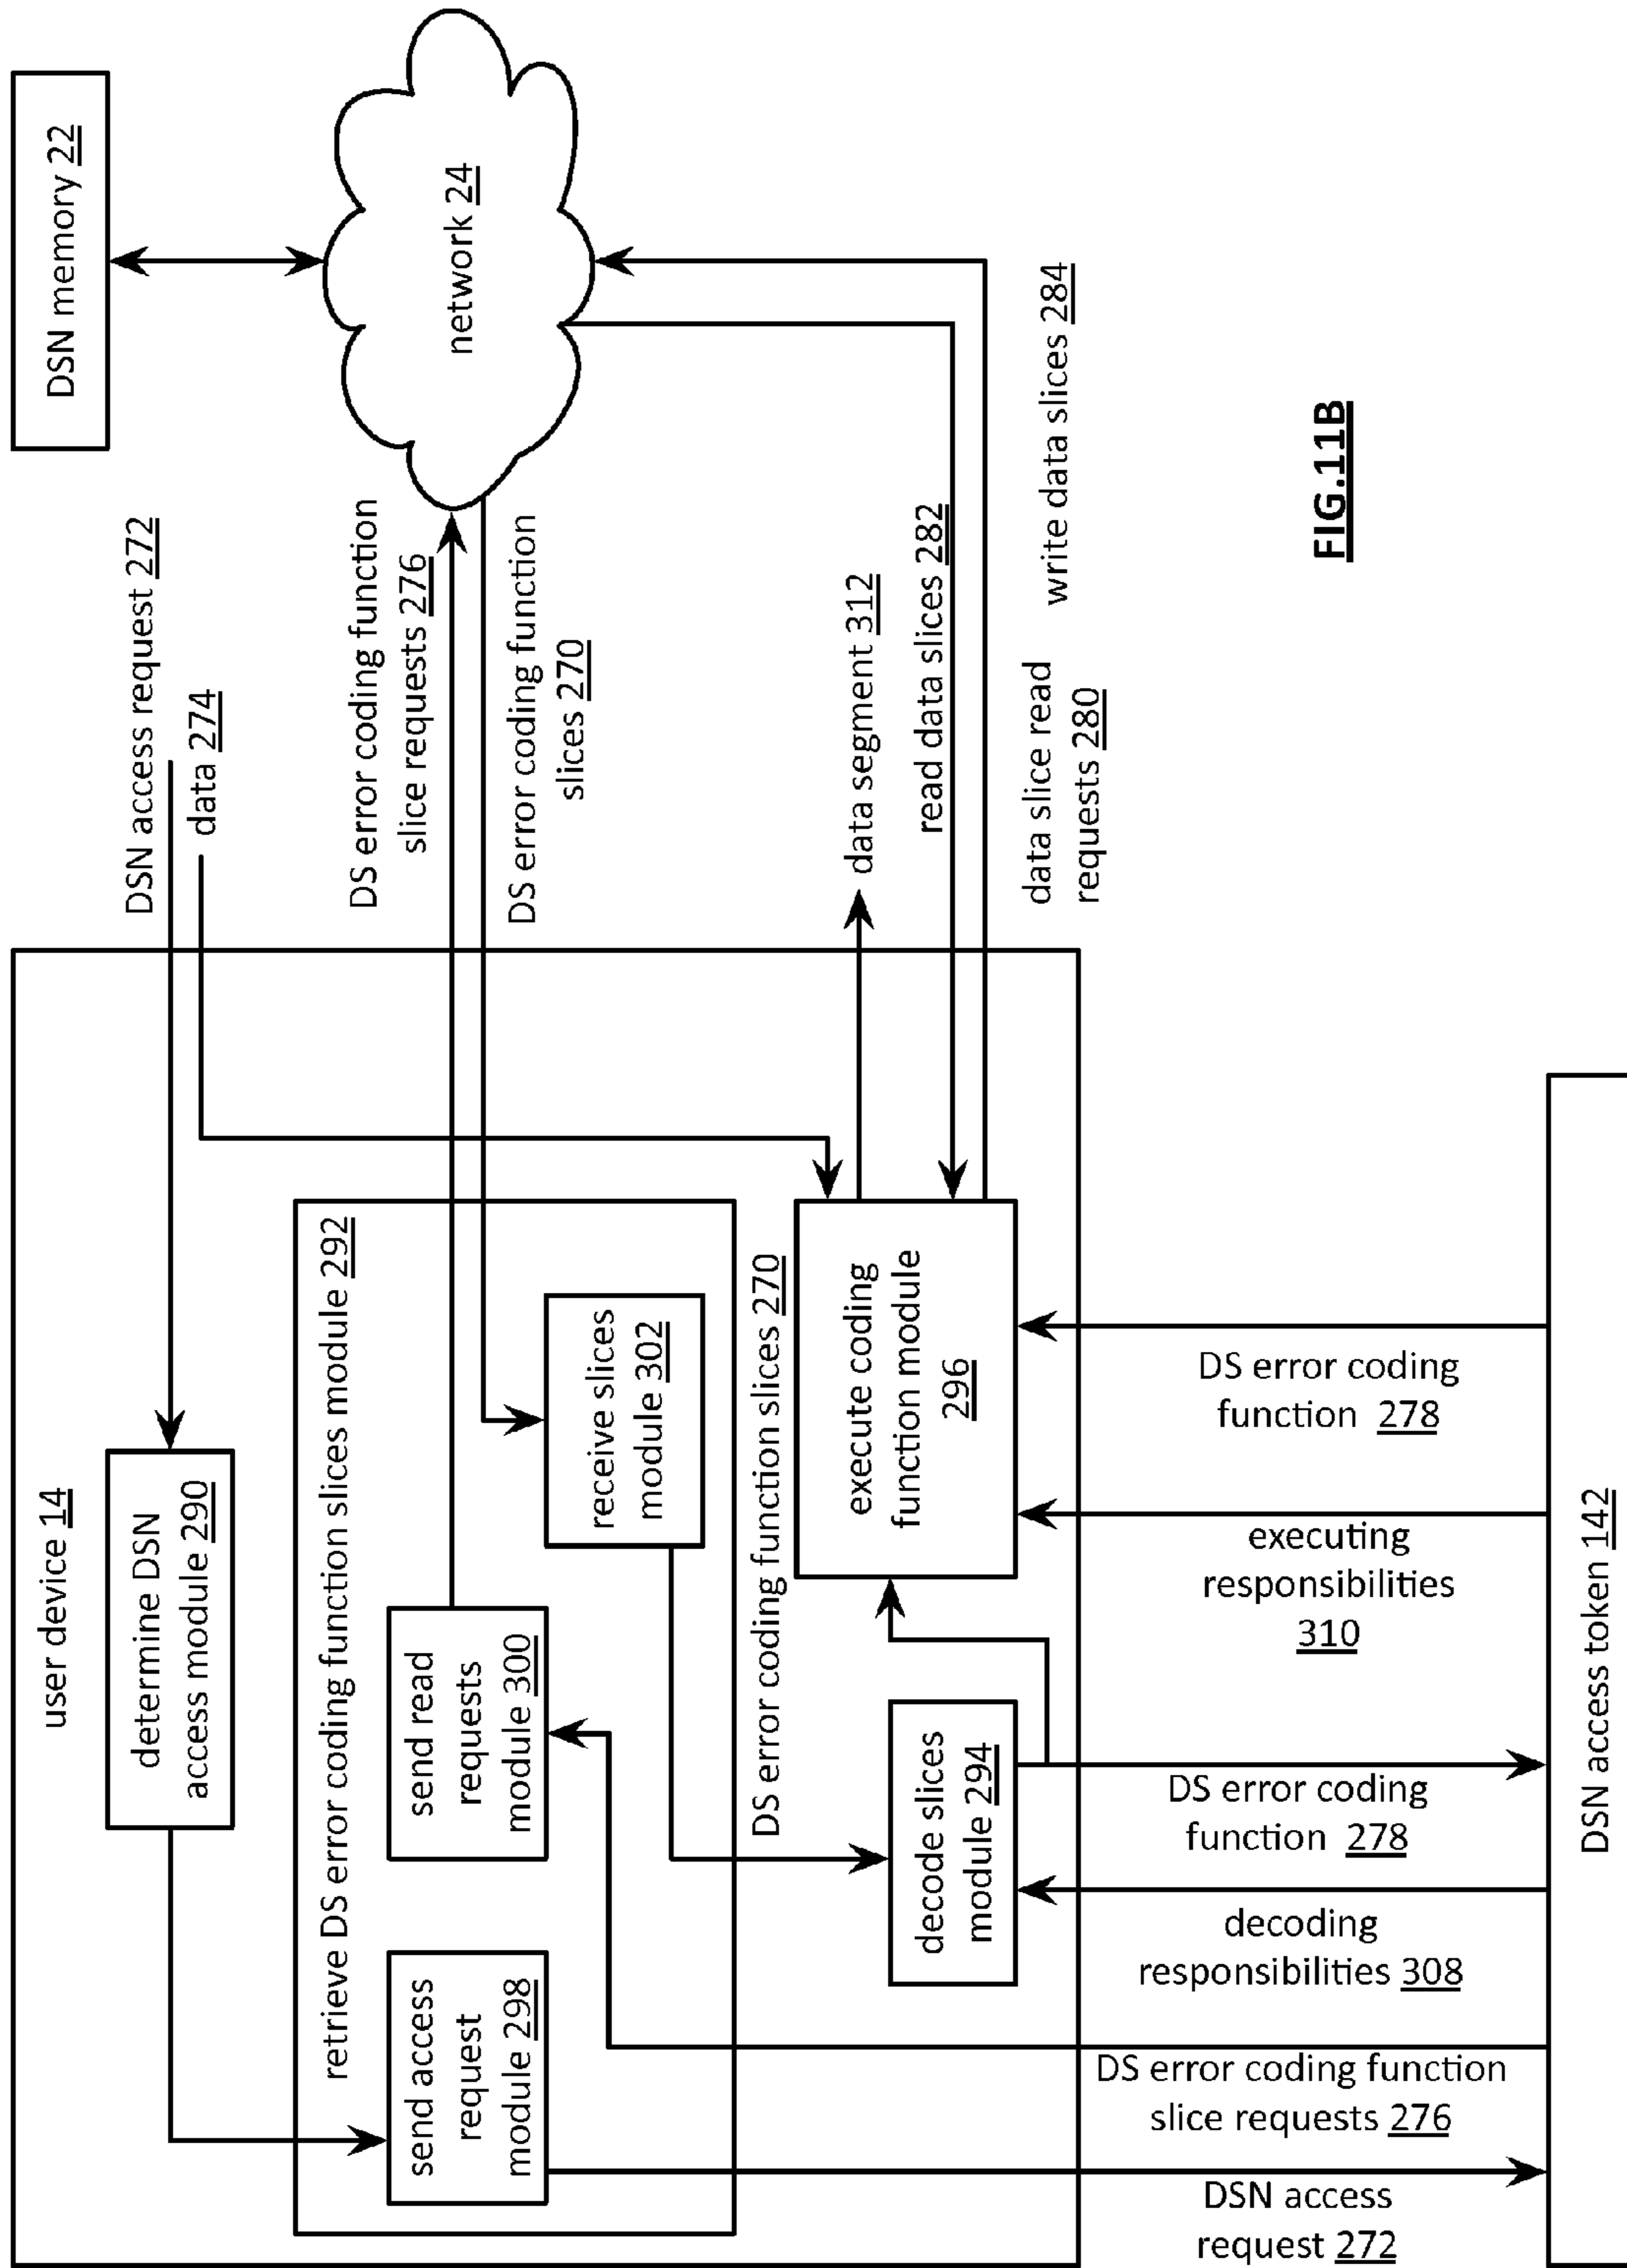 user device 14
determine DSN
access module 290
DSN access request 272
data 274
DSN memory 22
retrieve DS error coding function slices module 292
send access
request
module 298
send read
requests
module 300
receive slices
module 302
DS error coding function
slice requests 276
DS error coding function
slices 270
network 24
DS error coding function slices 270
decode slices
module 294
execute coding
function module
296
data segment 312
read data slices 282
data slice read
requests 280
write data slices 284
DSN access
request 272
DS error coding function
slice requests 276
decoding
responsibilities 308
DS error coding
function 278
executing
responsibilities
310
DS error coding
function 278
DSN access token 142
FIG.11B